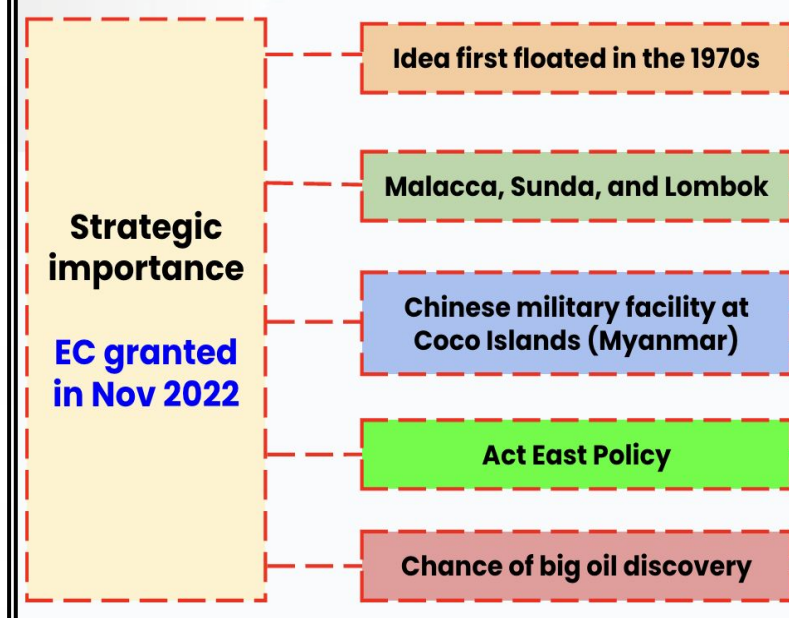 Strategic
importance
EC granted
in Nov 2022
Idea first floated in the 1970s
Malacca, Sunda, and Lombok
Chinese military facility at
Coco Islands (Myanmar)
Act East Policy
Chance of big oil discovery